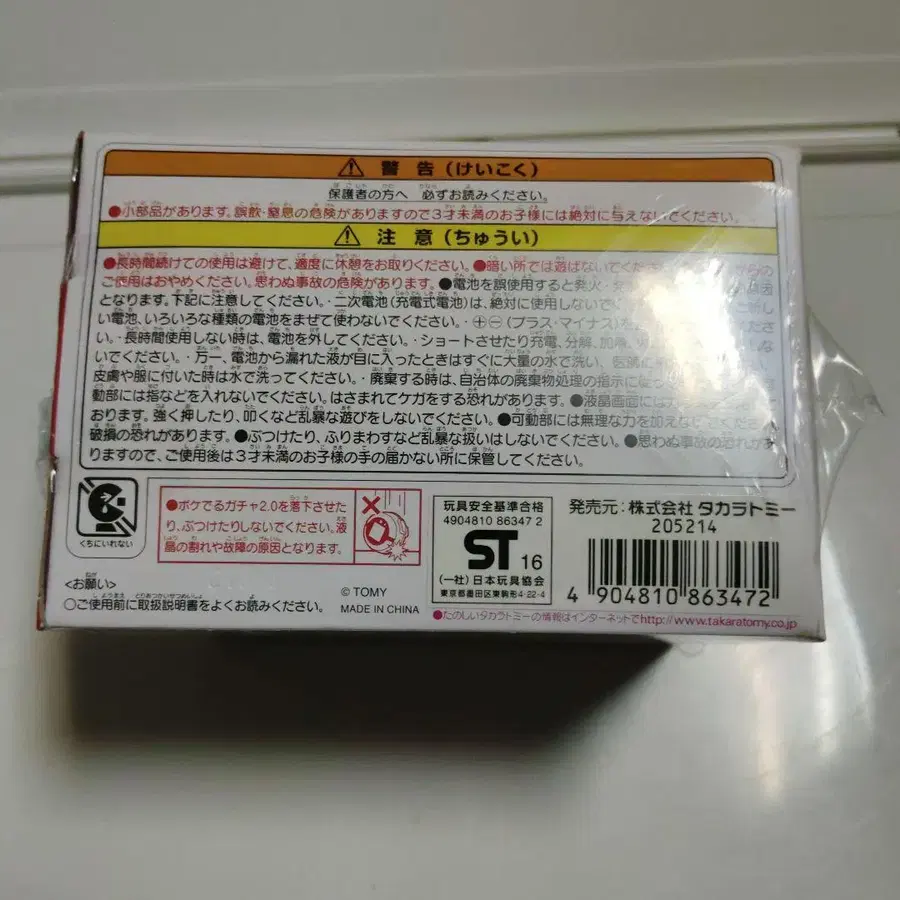 警告(けいこく)
保護者の方へ 必ずお読みください。
●小部品があります。誤飲・窒息の危険がありますので3才未満のお子様には絶対に与えないでください。
注意(ちゅうい)
●長時間続けての使用は避けて、適度に休憩をお取りください。●暗い所では遊ばないでくださ
ご使用はおやめください。思わぬ事故の危険があります。●電池を誤使用すると発火・発
となります。下記に注意してください。・二次電池(充電式電池)は、絶対に使用しないで
い電池、いろいろな種類の電池をまぜて使わないでください。・⊕⊖(プラス・マイナス)を
・長時間使用しない時は、電池を外してください。・ショートさせたり充電、分解、加熱、
いでください。・万一、電池から漏れた液が目に入ったときはすぐに大量の水で洗い、医師に
皮膚や服に付いた時は水で洗ってください。・廃棄する時は、自治体の廃棄物処理の指示に従っ
動部には指などを入れないでください。はさまれてケガをする恐れがあります。●液晶画面には
おります。強く押したり、叩くなど乱暴な遊びをしないでください。●可動部には無理な力を加えな
破損の恐れがあります。●ぶつけたり、ふりまわすなど乱暴な扱いはしないでください。●思わぬ事故の恐れがあ
りますので、ご使用後は3才未満のお子様の手の届かない所に保管してください。
くちにいれない
●ポケでるガチャ2.0を落下させた
り、ぶつけたりしないでください。液
晶の割れや故障の原因となります。
<お願い>
○ご使用前に取扱説明書をよくお読みください。
© TOMY
MADE IN CHINA
玩具安全基準合格
4904810 86347 2
ST 16
(一社)日本玩具協会
東京都墨田区東駒形4-22-4
発売元:株式会社 タカラトミー
205214
4 904810 863472
●たのしいタカラトミーの情報はインターネットでhttp://www.takaratomy.co.jp